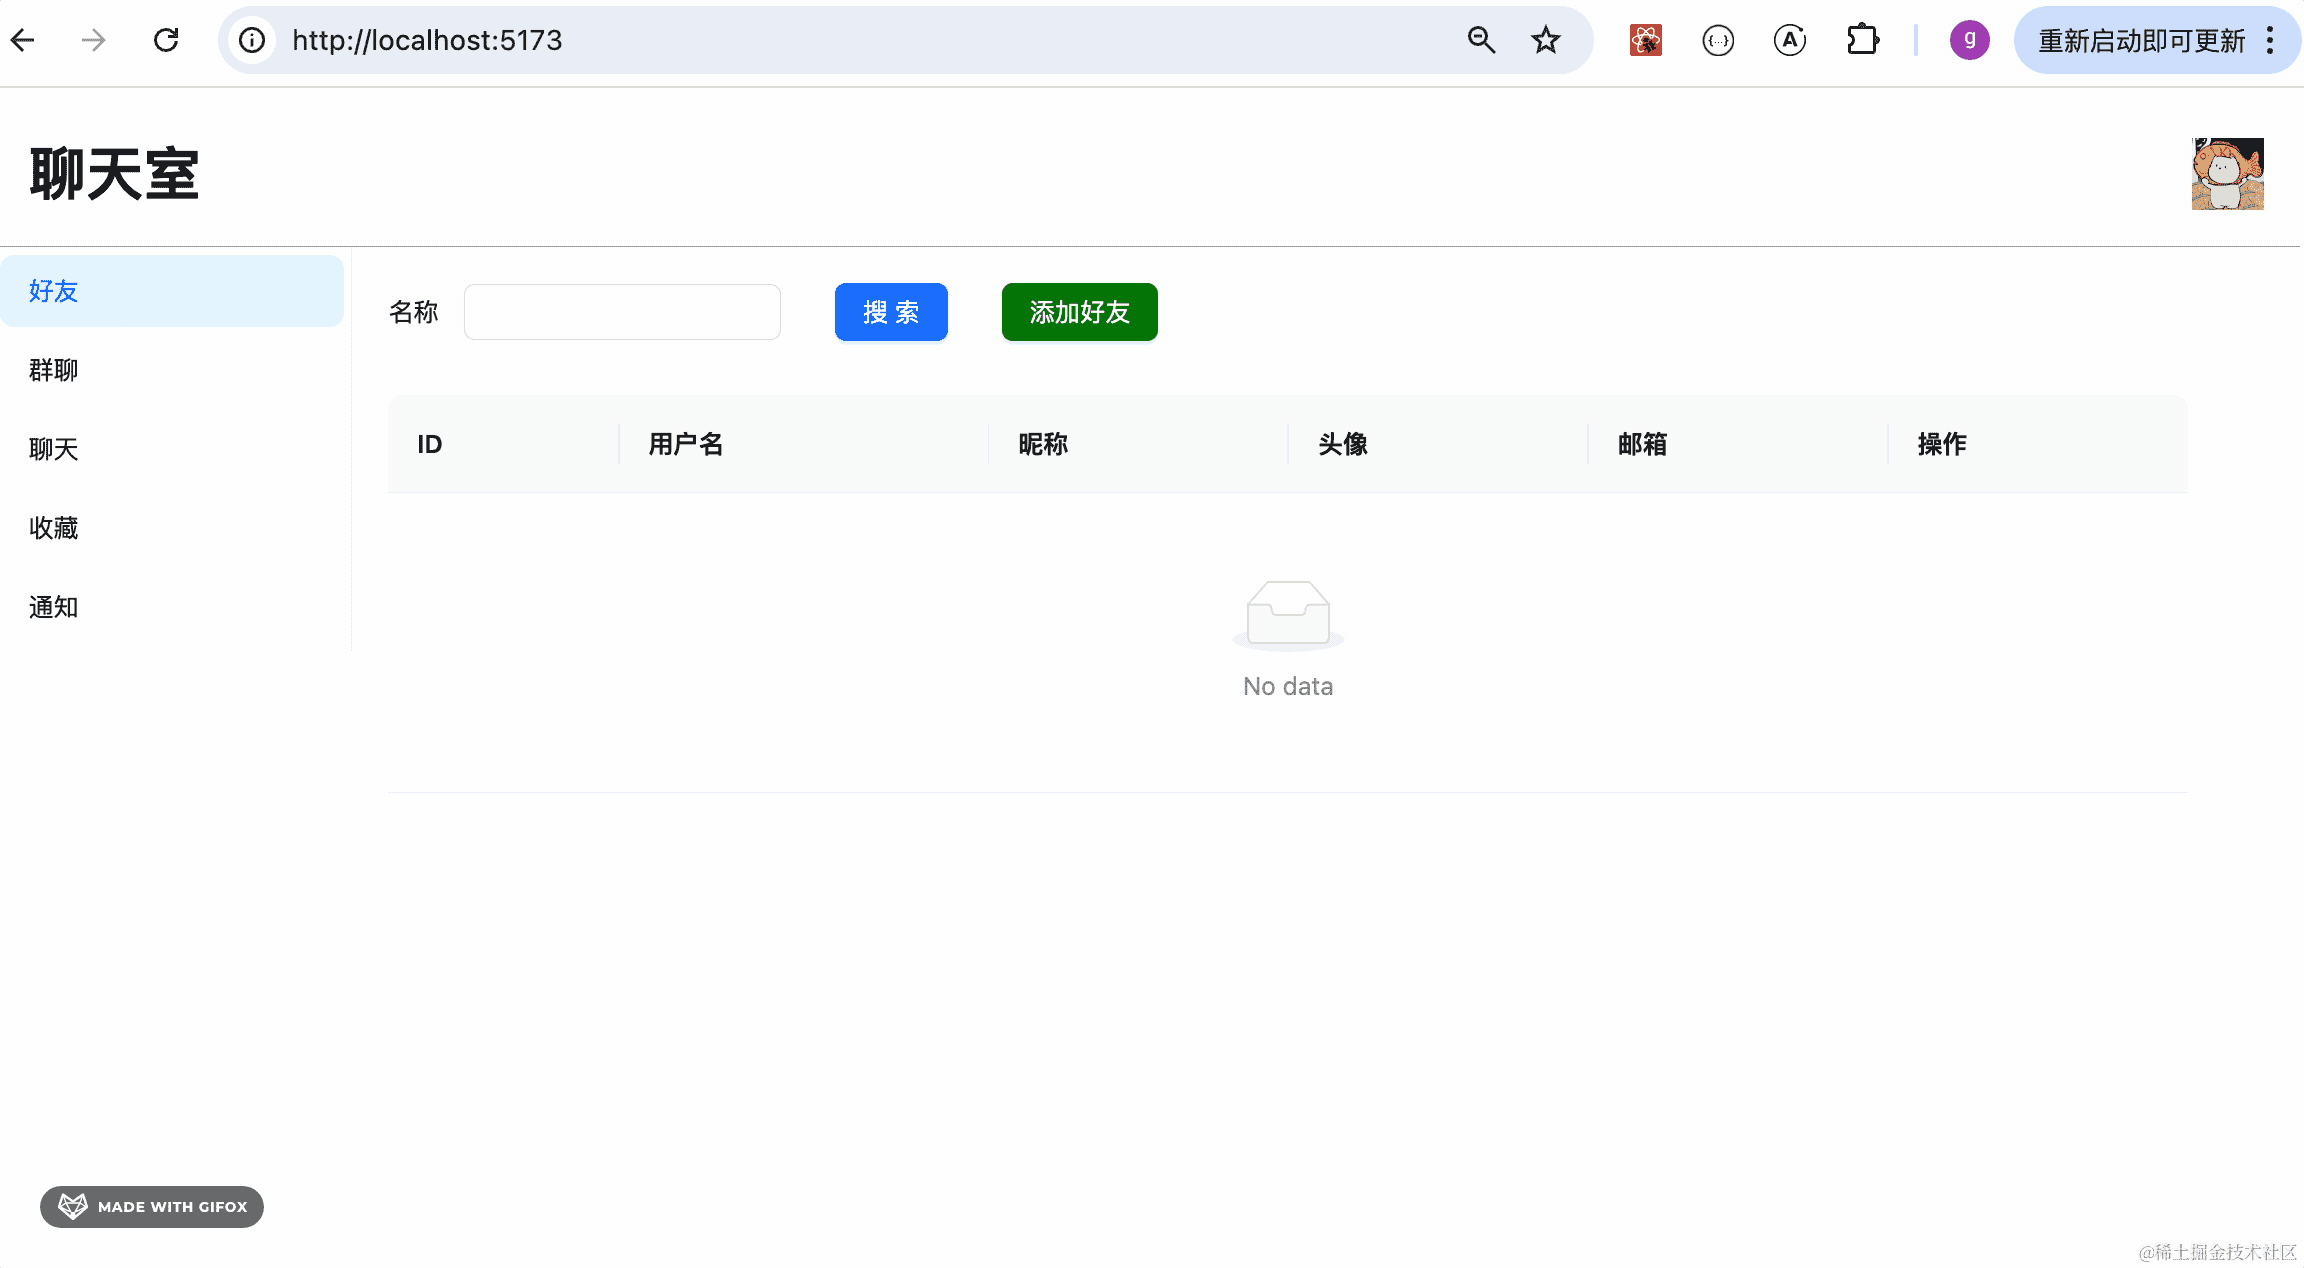 http://localhost:5173
g
重新启动即可更新
聊天室
好友
群聊
聊天
收藏
通知
名称
搜 索
添加好友
ID 用户名 昵称 头像 邮箱 操作
No data
MADE WITH GIFOX
@稀土掘金技术社区